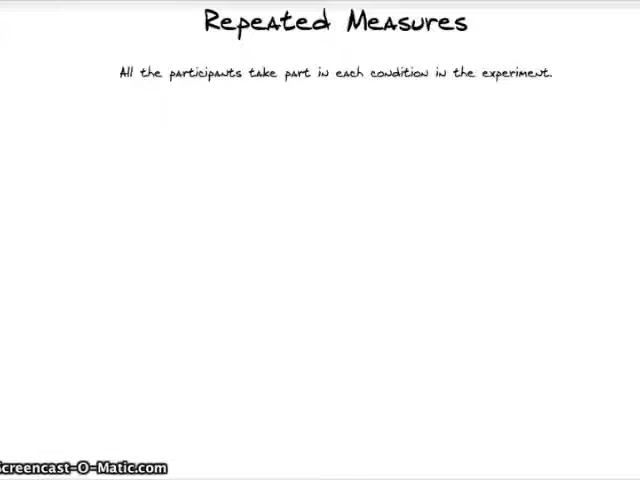 Repeated Measures
All the participants take part in each condition in the experiment.
Screencast-O-Matic.com